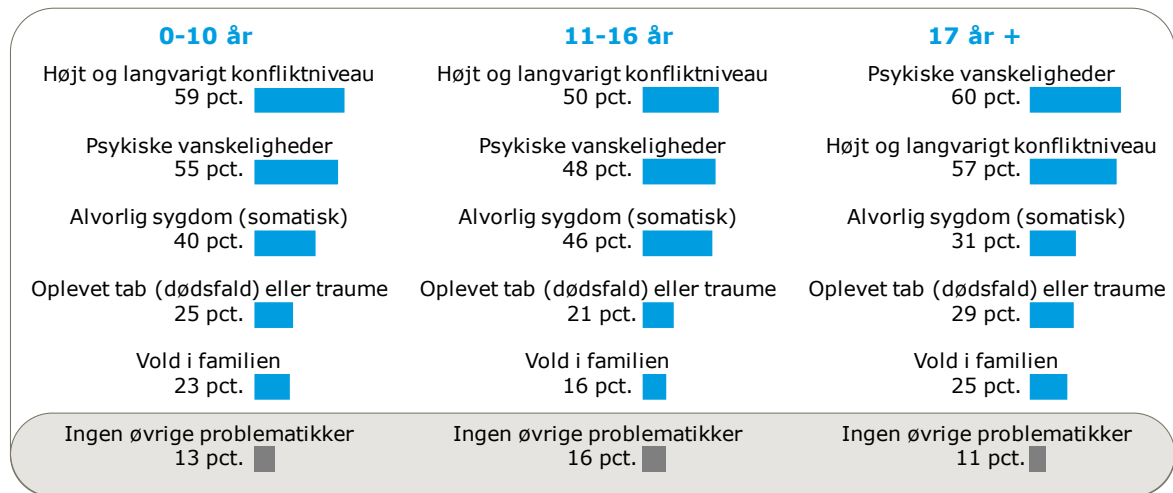 0-10 år
Højt og langvarigt konfliktniveau
59 pct.
Psykiske vanskeligheder
55 pct.
Alvorlig sygdom (somatisk)
40 pct.
Oplevet tab (dødsfald) eller traume
25 pct.
Vold i familien
23 pct.
Ingen øvrige problematikker
13 pct.
11-16 år
Højt og langvarigt konfliktniveau
50 pct.
Psykiske vanskeligheder
48 pct.
Alvorlig sygdom (somatisk)
46 pct.
Oplevet tab (dødsfald) eller traume
21 pct.
Vold i familien
16 pct.
Ingen øvrige problematikker
16 pct.
17 år +
Psykiske vanskeligheder
60 pct.
Højt og langvarigt konfliktniveau
57 pct.
Alvorlig sygdom (somatisk)
31 pct.
Oplevet tab (dødsfald) eller traume
29 pct.
Vold i familien
25 pct.
Ingen øvrige problematikker
11 pct.